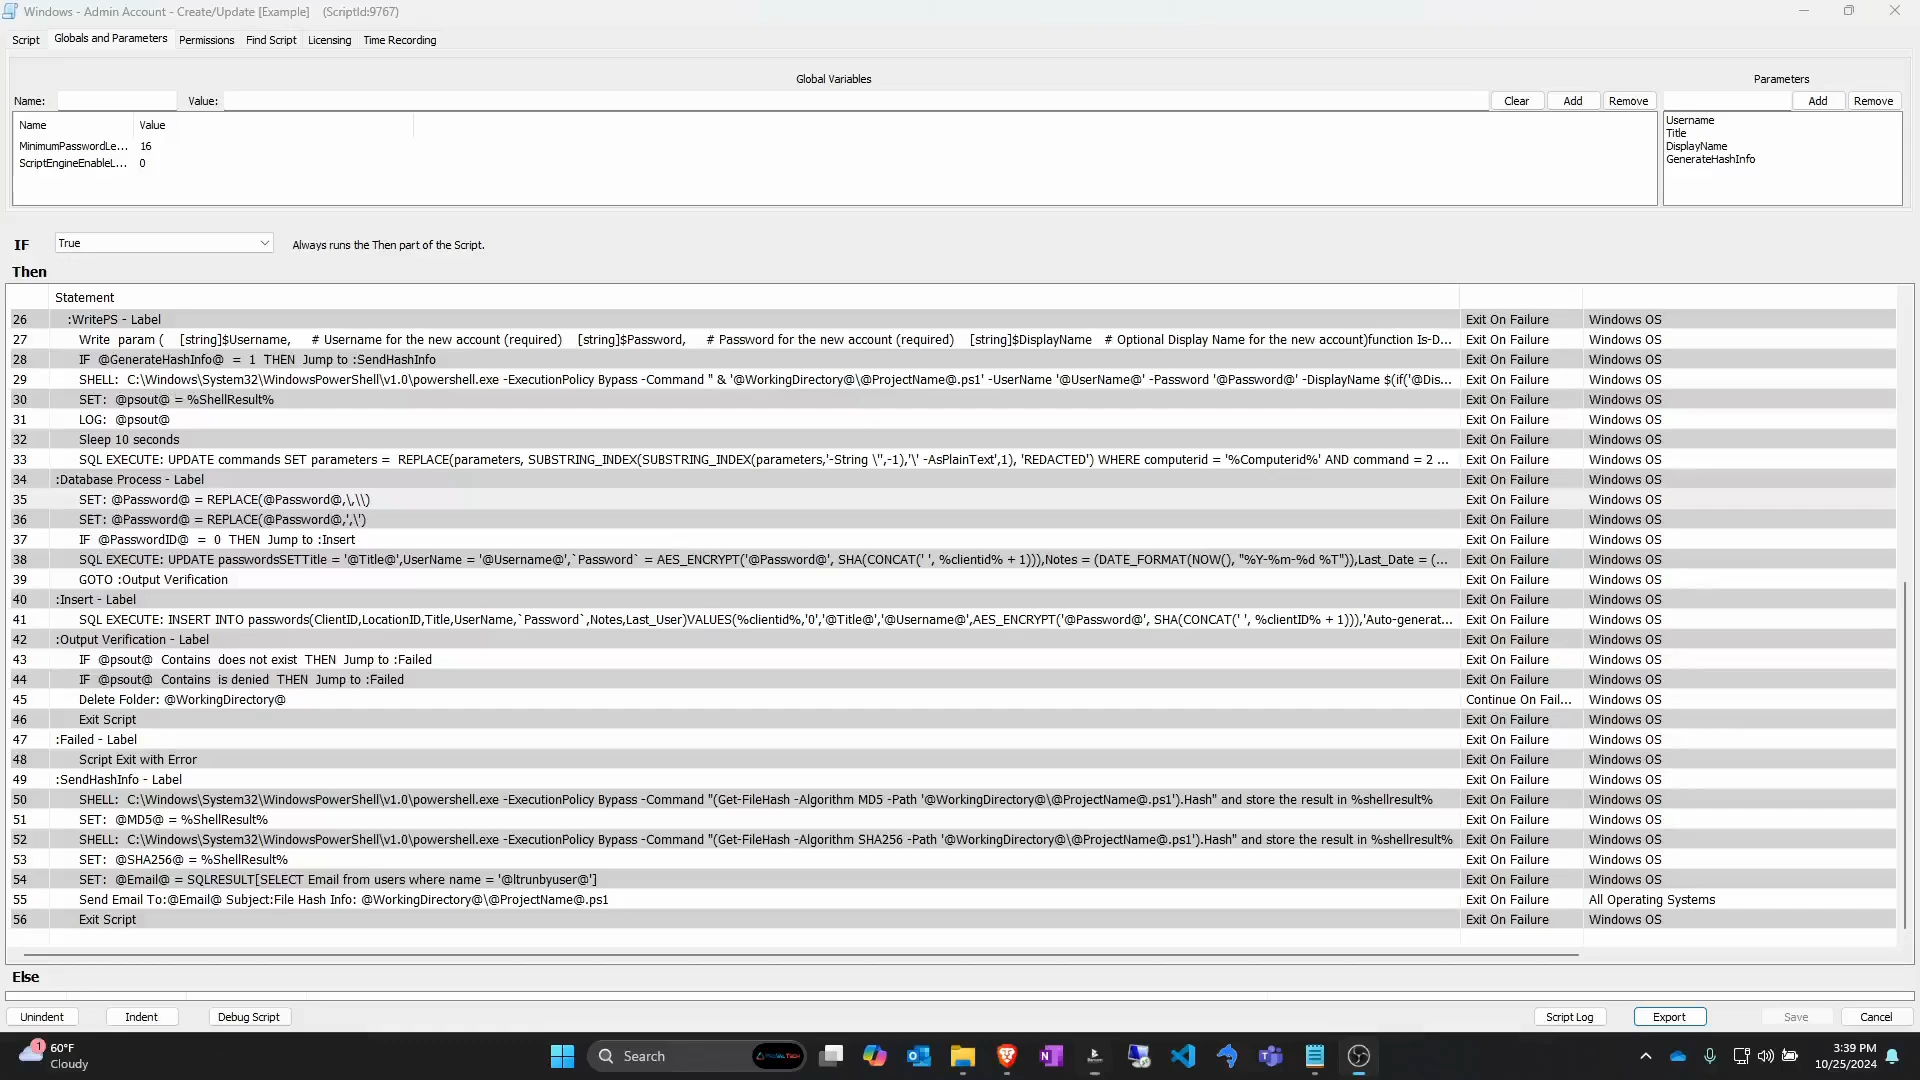 Windows - Admin Account - Create/Update [Example]   (ScriptId:9767)
Script Globals and Parameters Permissions Find Script Licensing Time Recording
Global Variables Parameters
Name: Value: Clear Add Remove Add Remove
Name Value
MinimumPasswordLe... 16
ScriptEngineEnableL... 0
Username
Title
DisplayName
GenerateHashInfo
IF True Always runs the Then part of the Script.
Then
Statement
26 :WritePS - Label Exit On Failure Windows OS
27 Write  param (    [string]$Username,    # Username for the new account (required)    [string]$Password,    # Password for the new account (required)    [string]$DisplayName   # Optional Display Name for the new account)function Is-D... Exit On Failure Windows OS
28 IF  @GenerateHashInfo@  =  1  THEN  Jump to :SendHashInfo Exit On Failure Windows OS
29 SHELL:  C:\Windows\System32\WindowsPowerShell\v1.0\powershell.exe -ExecutionPolicy Bypass -Command " & '@WorkingDirectory@\@ProjectName@.ps1' -UserName '@UserName@' -Password '@Password@' -DisplayName $(if('@Dis... Exit On Failure Windows OS
30 SET:  @psout@ = %ShellResult% Exit On Failure Windows OS
31 LOG:  @psout@ Exit On Failure Windows OS
32 Sleep 10 seconds Exit On Failure Windows OS
33 SQL EXECUTE: UPDATE commands SET parameters =  REPLACE(parameters, SUBSTRING_INDEX(SUBSTRING_INDEX(parameters,'-String \'',-1),'\' -AsPlainText',1), 'REDACTED') WHERE computerid = '%Computerid%' AND command = 2 ... Exit On Failure Windows OS
34 :Database Process - Label Exit On Failure Windows OS
35 SET: @Password@ = REPLACE(@Password@,\,\\) Exit On Failure Windows OS
36 SET: @Password@ = REPLACE(@Password@,',\') Exit On Failure Windows OS
37 IF  @PasswordID@  =  0  THEN  Jump to :Insert Exit On Failure Windows OS
38 SQL EXECUTE: UPDATE passwordsSETTitle = '@Title@',UserName = '@Username@',`Password` = AES_ENCRYPT('@Password@', SHA(CONCAT(' ', %clientid% + 1))),Notes = (DATE_FORMAT(NOW(), "%Y-%m-%d %T")),Last_Date = (... Exit On Failure Windows OS
39 GOTO :Output Verification Exit On Failure Windows OS
40 :Insert - Label Exit On Failure Windows OS
41 SQL EXECUTE: INSERT INTO passwords(ClientID,LocationID,Title,UserName,`Password`,Notes,Last_User)VALUES(%clientid%,'0','@Title@','@Username@',AES_ENCRYPT('@Password@', SHA(CONCAT(' ', %clientID% + 1))),'Auto-generat... Exit On Failure Windows OS
42 :Output Verification - Label Exit On Failure Windows OS
43 IF  @psout@  Contains  does not exist  THEN  Jump to :Failed Exit On Failure Windows OS
44 IF  @psout@  Contains  is denied  THEN  Jump to :Failed Exit On Failure Windows OS
45 Delete Folder: @WorkingDirectory@ Continue On Fail... Windows OS
46 Exit Script Exit On Failure Windows OS
47 :Failed - Label Exit On Failure Windows OS
48 Script Exit with Error Exit On Failure Windows OS
49 :SendHashInfo - Label Exit On Failure Windows OS
50 SHELL:  C:\Windows\System32\WindowsPowerShell\v1.0\powershell.exe -ExecutionPolicy Bypass -Command "(Get-FileHash -Algorithm MD5 -Path '@WorkingDirectory@\@ProjectName@.ps1').Hash" and store the result in %shellresult% Exit On Failure Windows OS
51 SET:  @MD5@ = %ShellResult% Exit On Failure Windows OS
52 SHELL:  C:\Windows\System32\WindowsPowerShell\v1.0\powershell.exe -ExecutionPolicy Bypass -Command "(Get-FileHash -Algorithm SHA256 -Path '@WorkingDirectory@\@ProjectName@.ps1').Hash" and store the result in %shellresult% Exit On Failure Windows OS
53 SET:  @SHA256@ = %ShellResult% Exit On Failure Windows OS
54 SET:  @Email@ = SQLRESULT[SELECT Email from users where name = '@ltrunbyuser@'] Exit On Failure Windows OS
55 Send Email To:@Email@ Subject:File Hash Info: @WorkingDirectory@\@ProjectName@.ps1 Exit On Failure All Operating Systems
56 Exit Script Exit On Failure Windows OS
Else
Unindent Indent Debug Script Script Log Export Save Cancel
1 60°F
Cloudy
Search
3:39 PM
10/25/2024